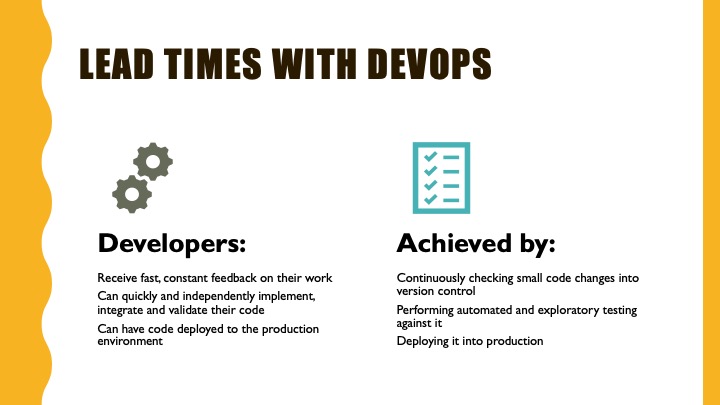 LEAD TIMES WITH DEVOPS
Developers:
Receive fast, constant feedback on their work
Can quickly and independently implement,
integrate and validate their code
Can have code deployed to the production
environment
Achieved by:
Continuously checking small code changes into
version control
Performing automated and exploratory testing
against it
Deploying it into production